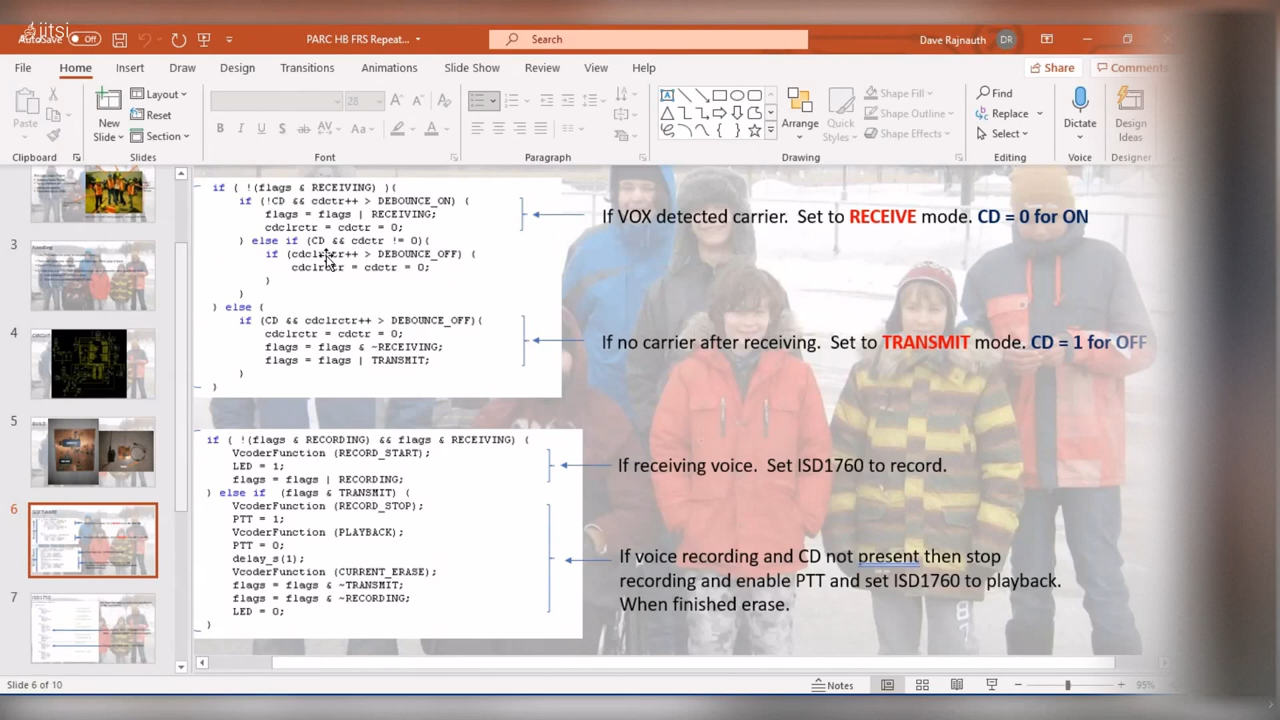 jitsi
AutoSave Off
PARC HB FRS Repeat...
Search
Dave Rajnauth DR
File Home Insert Draw Design Transitions Animations Slide Show Review View Help Share Comments
Paste
New
Slide
Layout
Reset
Section
28
B I U S ab AV Aa A
Arrange
Quick
Styles
Shape Fill
Shape Outline
Shape Effects
Find
Replace
Select
Dictate
Design
Ideas
Clipboard Slides Font Paragraph Drawing Editing Voice Designer
3
4
5
6
7
if ( !(flags & RECEIVING) ){
if (!CD && cdctr++ > DEBOUNCE_ON) {
flags = flags | RECEIVING;
cdclrctr = cdctr = 0;
} else if (CD && cdctr != 0){
if (cdclrctr++ > DEBOUNCE_OFF) {
cdclrctr = cdctr = 0;
}
}
} else {
if (CD && cdclrctr++ > DEBOUNCE_OFF){
cdclrctr = cdctr = 0;
flags = flags & ~RECEIVING;
flags = flags | TRANSMIT;
}
}
If VOX detected carrier. Set to RECEIVE mode. CD = 0 for ON
If no carrier after receiving. Set to TRANSMIT mode. CD = 1 for OFF
if ( !(flags & RECORDING) && flags & RECEIVING) {
VcoderFunction (RECORD_START);
LED = 1;
flags = flags | RECORDING;
} else if (flags & TRANSMIT) {
VcoderFunction (RECORD_STOP);
PTT = 1;
VcoderFunction (PLAYBACK);
PTT = 0;
delay_s(1);
VcoderFunction (CURRENT_ERASE);
flags = flags & ~TRANSMIT;
flags = flags & ~RECORDING;
LED = 0;
}
If receiving voice. Set ISD1760 to record.
If voice recording and CD not present then stop
recording and enable PTT and set ISD1760 to playback.
When finished erase.
Slide 6 of 10
Notes
95%